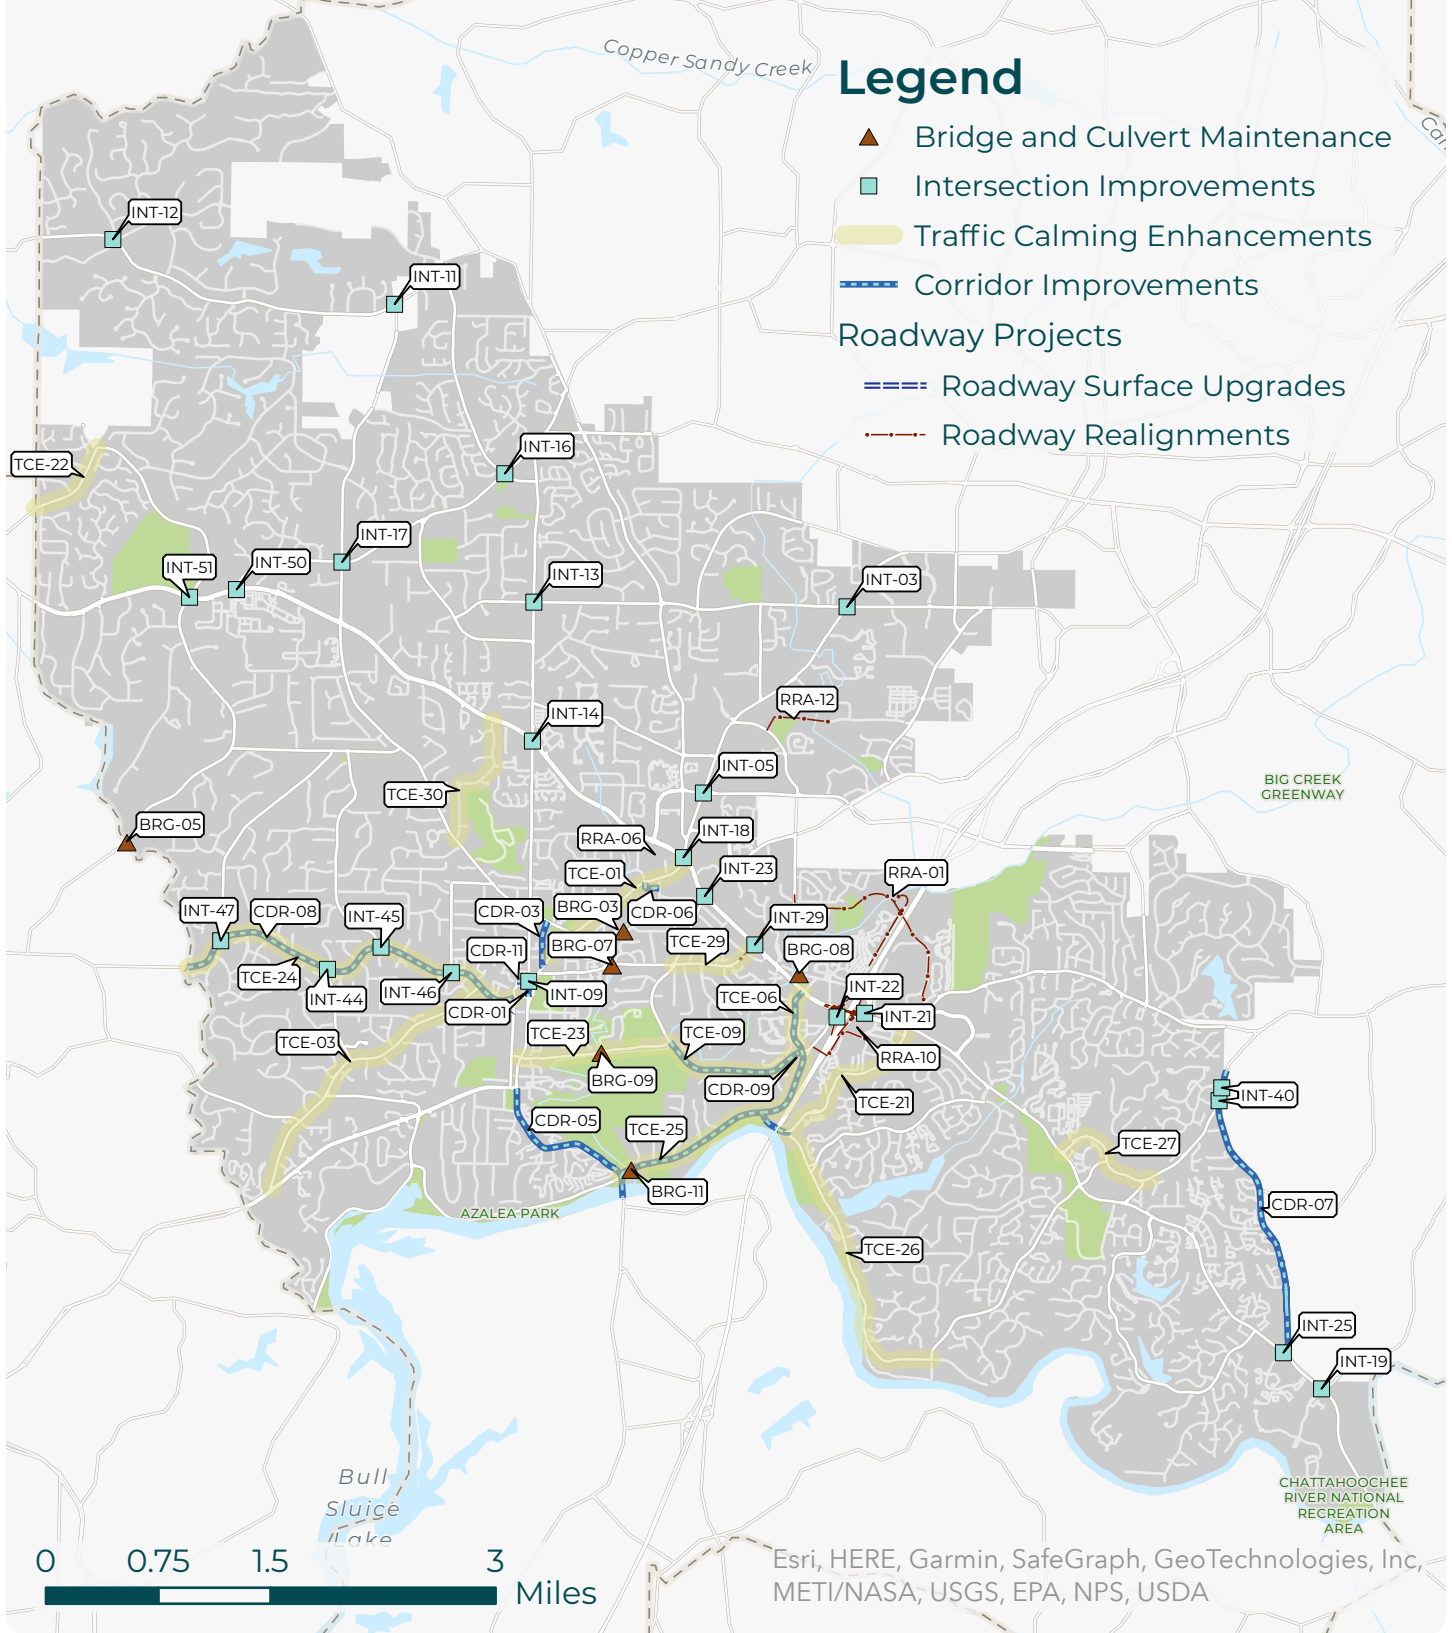 Copper Sandy Creek
Legend
Bridge and Culvert Maintenance
Intersection Improvements
Traffic Calming Enhancements
Corridor Improvements
Roadway Projects
Roadway Surface Upgrades
Roadway Realignments
INT-12
INT-11
INT-16
TCE-22
INT-17
INT-51
INT-50
INT-13
INT-03
RRA-12
INT-14
INT-05
TCE-30
BIG CREEK
GREENWAY
BRG-05
RRA-06
INT-18
TCE-01
INT-23
RRA-01
INT-47
CDR-08
INT-45
CDR-03
BRG-03
CDR-06
INT-29
CDR-11
BRG-07
TCE-29
BRG-08
TCE-24
INT-44
INT-46
CDR-01
INT-09
TCE-06
INT-22
INT-21
TCE-03
TCE-23
TCE-09
RRA-10
BRG-09
CDR-09
TCE-21
INT-40
CDR-05
TCE-25
TCE-27
BRG-11
CDR-07
AZALEA PARK
TCE-26
INT-25
INT-19
Bull
Sluice
Lake
CHATTAHOOCHEE
RIVER NATIONAL
RECREATION
AREA
0 0.75 1.5 3
Miles
Esri, HERE, Garmin, SafeGraph, GeoTechnologies, Inc,
METI/NASA, USGS, EPA, NPS, USDA